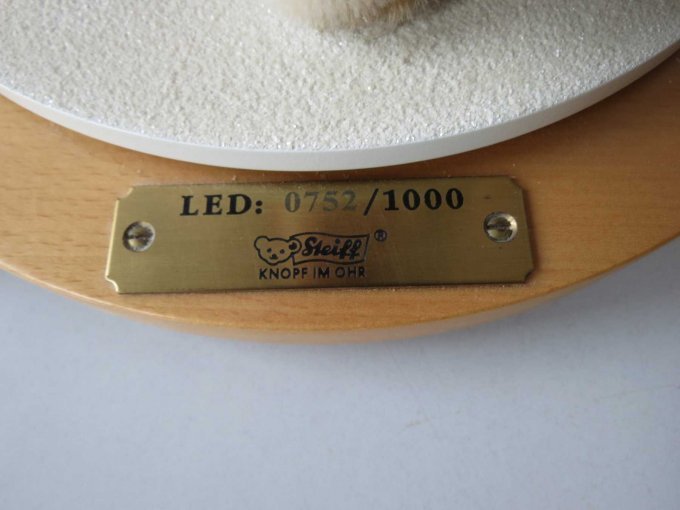 LED: 0752/1000
Steiff ®
KNOPF IM OHR